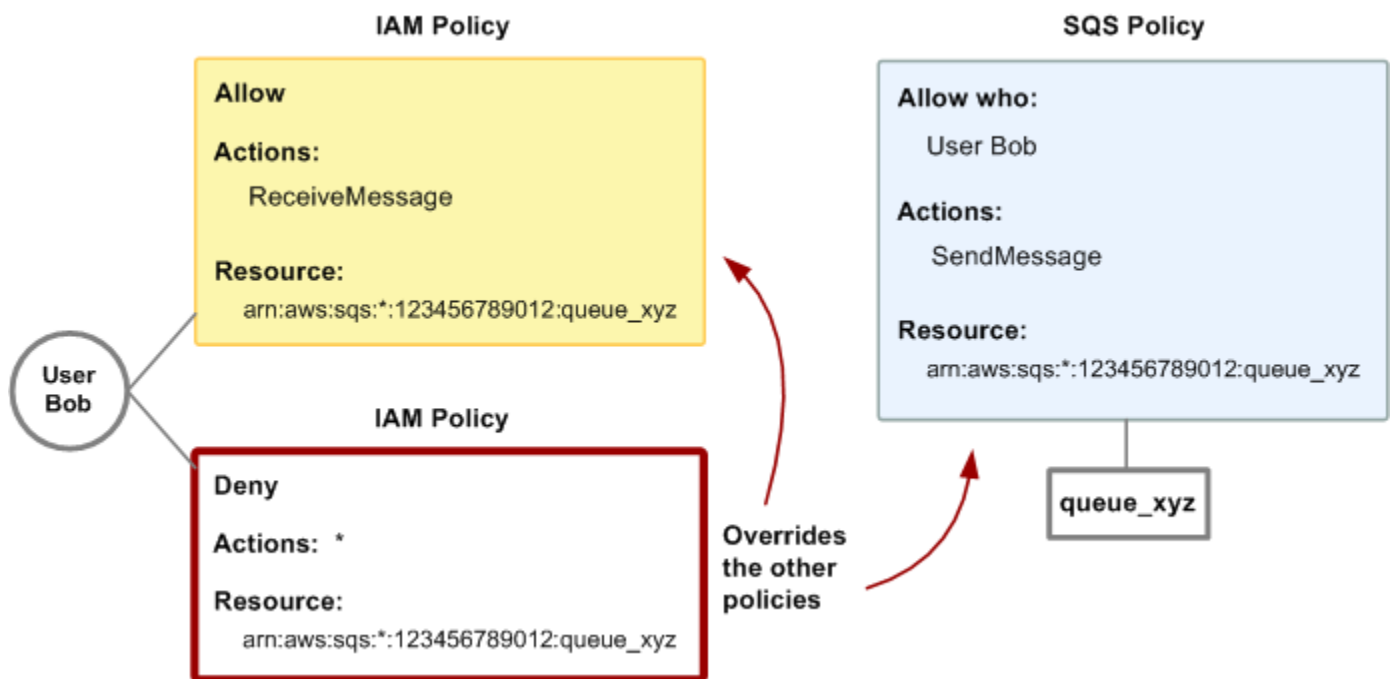 IAM Policy
Allow
Actions:
ReceiveMessage
Resource:
arn:aws:sqs:*:123456789012:queue_xyz
User
Bob
IAM Policy
Deny
Actions: *
Resource:
arn:aws:sqs:*:123456789012:queue_xyz
Overrides
the other
policies
SQS Policy
Allow who:
User Bob
Actions:
SendMessage
Resource:
arn:aws:sqs:*:123456789012:queue_xyz
queue_xyz